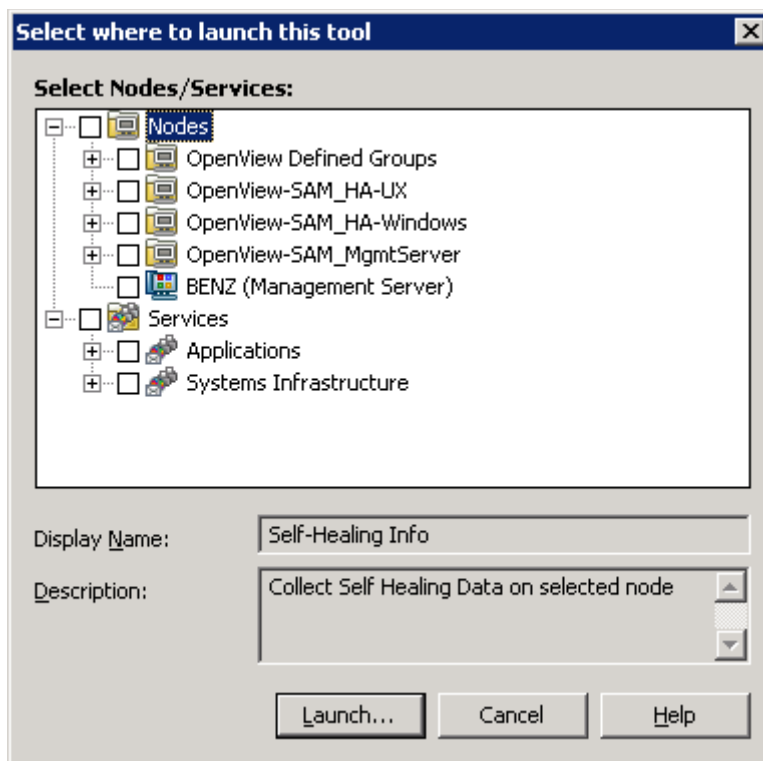 Select where to launch this tool
Select Nodes/Services:
Nodes
OpenView Defined Groups
OpenView-SAM_HA-UX
OpenView-SAM_HA-Windows
OpenView-SAM_MgmtServer
BENZ (Management Server)
Services
Applications
Systems Infrastructure
Display Name: Self-Healing Info
Description: Collect Self Healing Data on selected node
Launch... Cancel Help